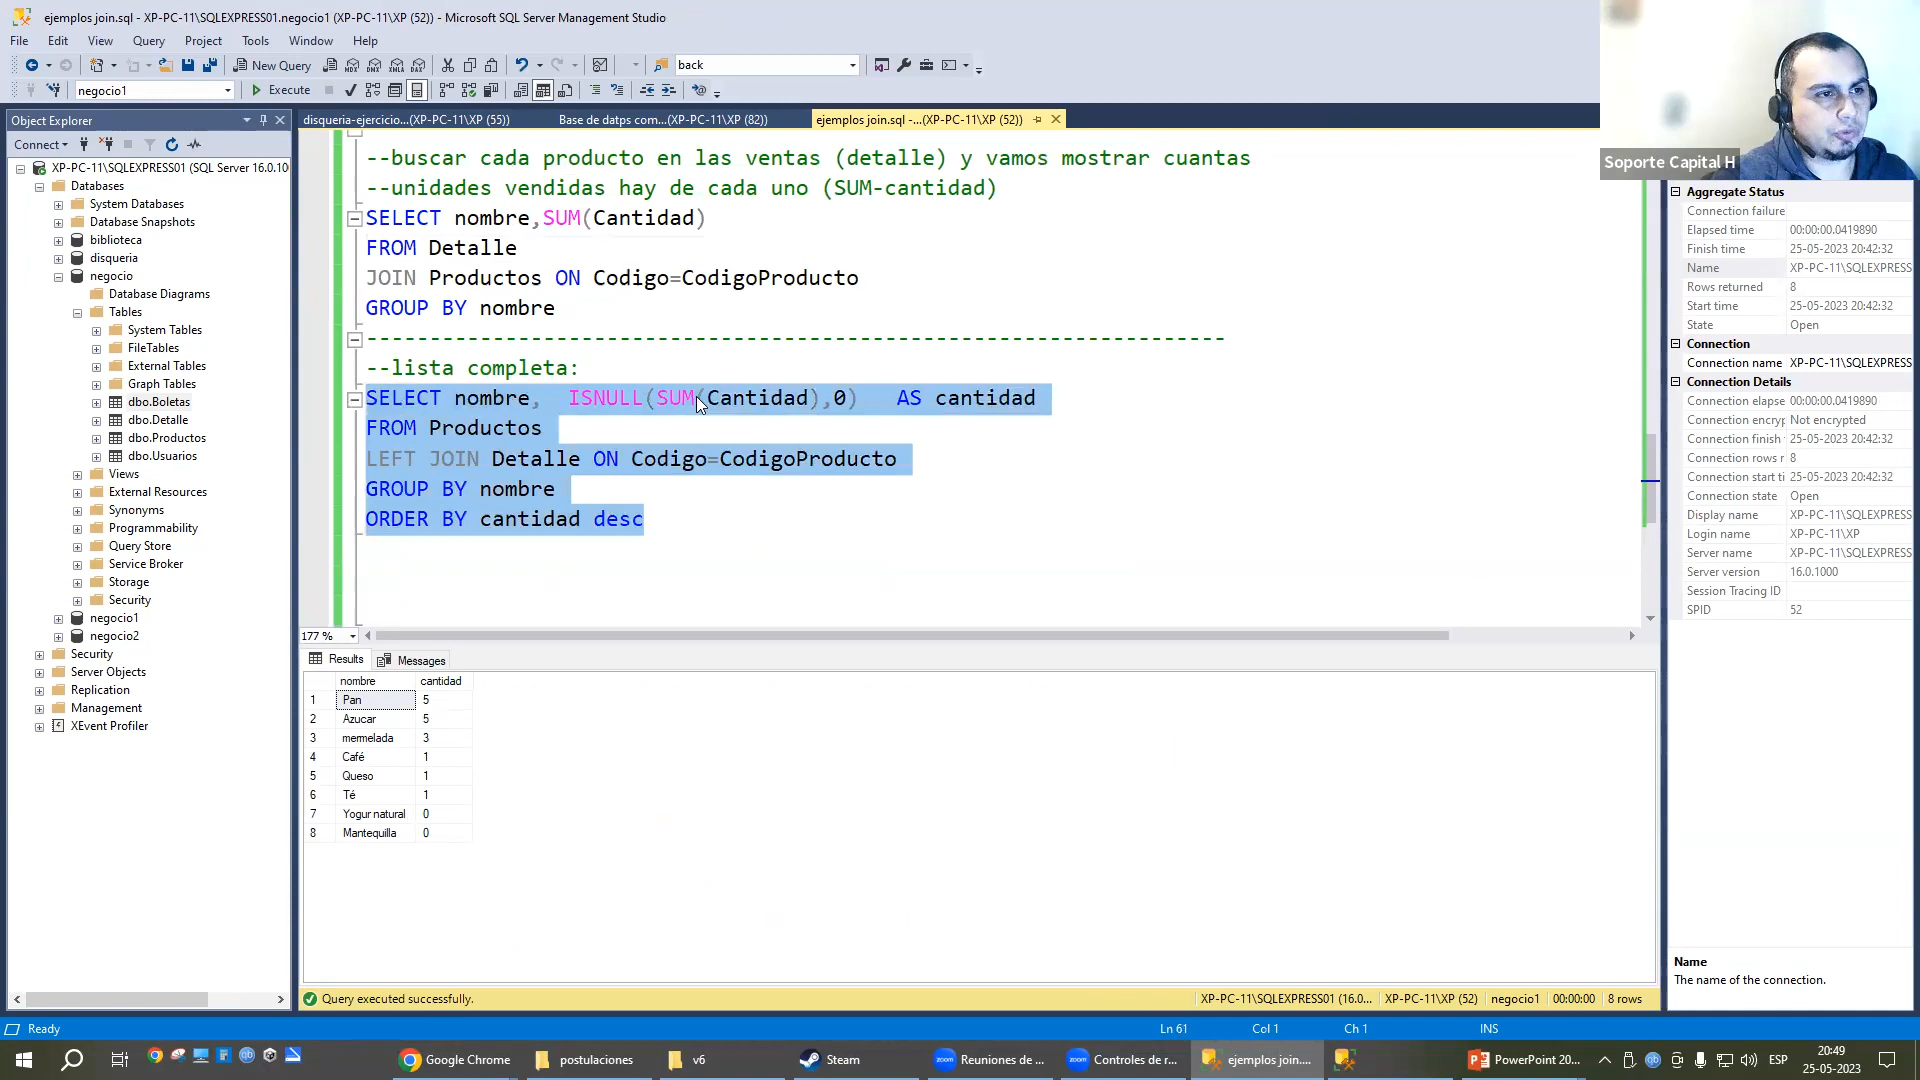 ejemplos join.sql - XP-PC-11\SQLEXPRESS01.negocio1 (XP-PC-11\XP (52)) - Microsoft SQL Server Management Studio
File Edit View Query Project Tools Window Help
New Query back
negocio1 Execute
Object Explorer
Connect
XP-PC-11\SQLEXPRESS01 (SQL Server 16.0.10
Databases
System Databases
Database Snapshots
biblioteca
disqueria
negocio
Database Diagrams
Tables
System Tables
FileTables
External Tables
Graph Tables
dbo.Boletas
dbo.Detalle
dbo.Productos
dbo.Usuarios
Views
External Resources
Synonyms
Programmability
Query Store
Service Broker
Storage
Security
negocio1
negocio2
Security
Server Objects
Replication
Management
XEvent Profiler
disqueria-ejercicio...(XP-PC-11\XP (55)) Base de datps com...(XP-PC-11\XP (82)) ejemplos join.sql -...(XP-PC-11\XP (52))
--buscar cada producto en las ventas (detalle) y vamos mostrar cuantas
--unidades vendidas hay de cada uno (SUM-cantidad)
SELECT nombre,SUM(Cantidad)
FROM Detalle
JOIN Productos ON Codigo=CodigoProducto
GROUP BY nombre
--------------------------------------------------------------------
--lista completa:
SELECT nombre, ISNULL(SUM(Cantidad),0) AS cantidad
FROM Productos
LEFT JOIN Detalle ON Codigo=CodigoProducto
GROUP BY nombre
ORDER BY cantidad desc
177 %
Results Messages
nombre cantidad
1 Pan 5
2 Azucar 5
3 mermelada 3
4 Café 1
5 Queso 1
6 Té 1
7 Yogur natural 0
8 Mantequilla 0
Query executed successfully. XP-PC-11\SQLEXPRESS01 (16.0... XP-PC-11\XP (52) negocio1 00:00:00 8 rows
Soporte Capital H
Aggregate Status
Connection failure
Elapsed time 00:00:00.0419890
Finish time 25-05-2023 20:42:32
Name XP-PC-11\SQLEXPRESS
Rows returned 8
Start time 25-05-2023 20:42:32
State Open
Connection
Connection name XP-PC-11\SQLEXPRESS
Connection Details
Connection elapse 00:00:00.0419890
Connection encryp Not encrypted
Connection finish 25-05-2023 20:42:32
Connection rows r 8
Connection start ti 25-05-2023 20:42:32
Connection state Open
Display name XP-PC-11\SQLEXPRESS
Login name XP-PC-11\XP
Server name XP-PC-11\SQLEXPRESS
Server version 16.0.1000
Session Tracing ID
SPID 52
Name
The name of the connection.
Ready Ln 61 Col 1 Ch 1 INS
Google Chrome postulaciones v6 Steam Reuniones de ... Controles de r... ejemplos join.... PowerPoint 20... ESP 20:49
25-05-2023